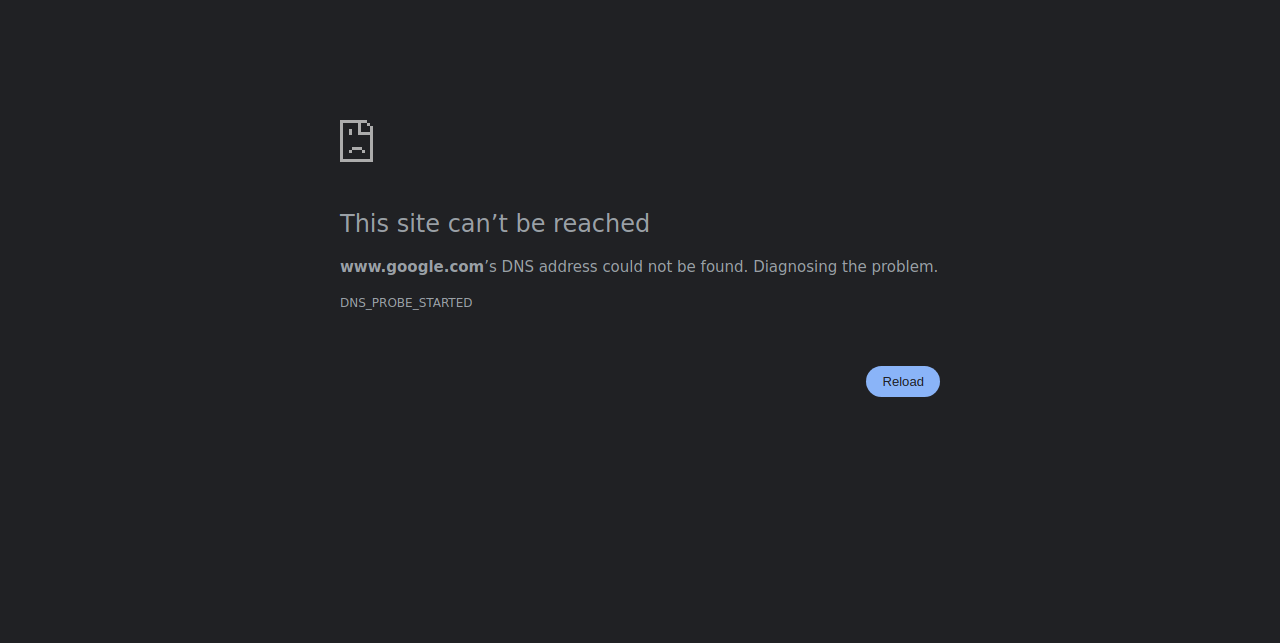 This site can’t be reached
www.google.com’s DNS address could not be found. Diagnosing the problem.
DNS_PROBE_STARTED
Reload